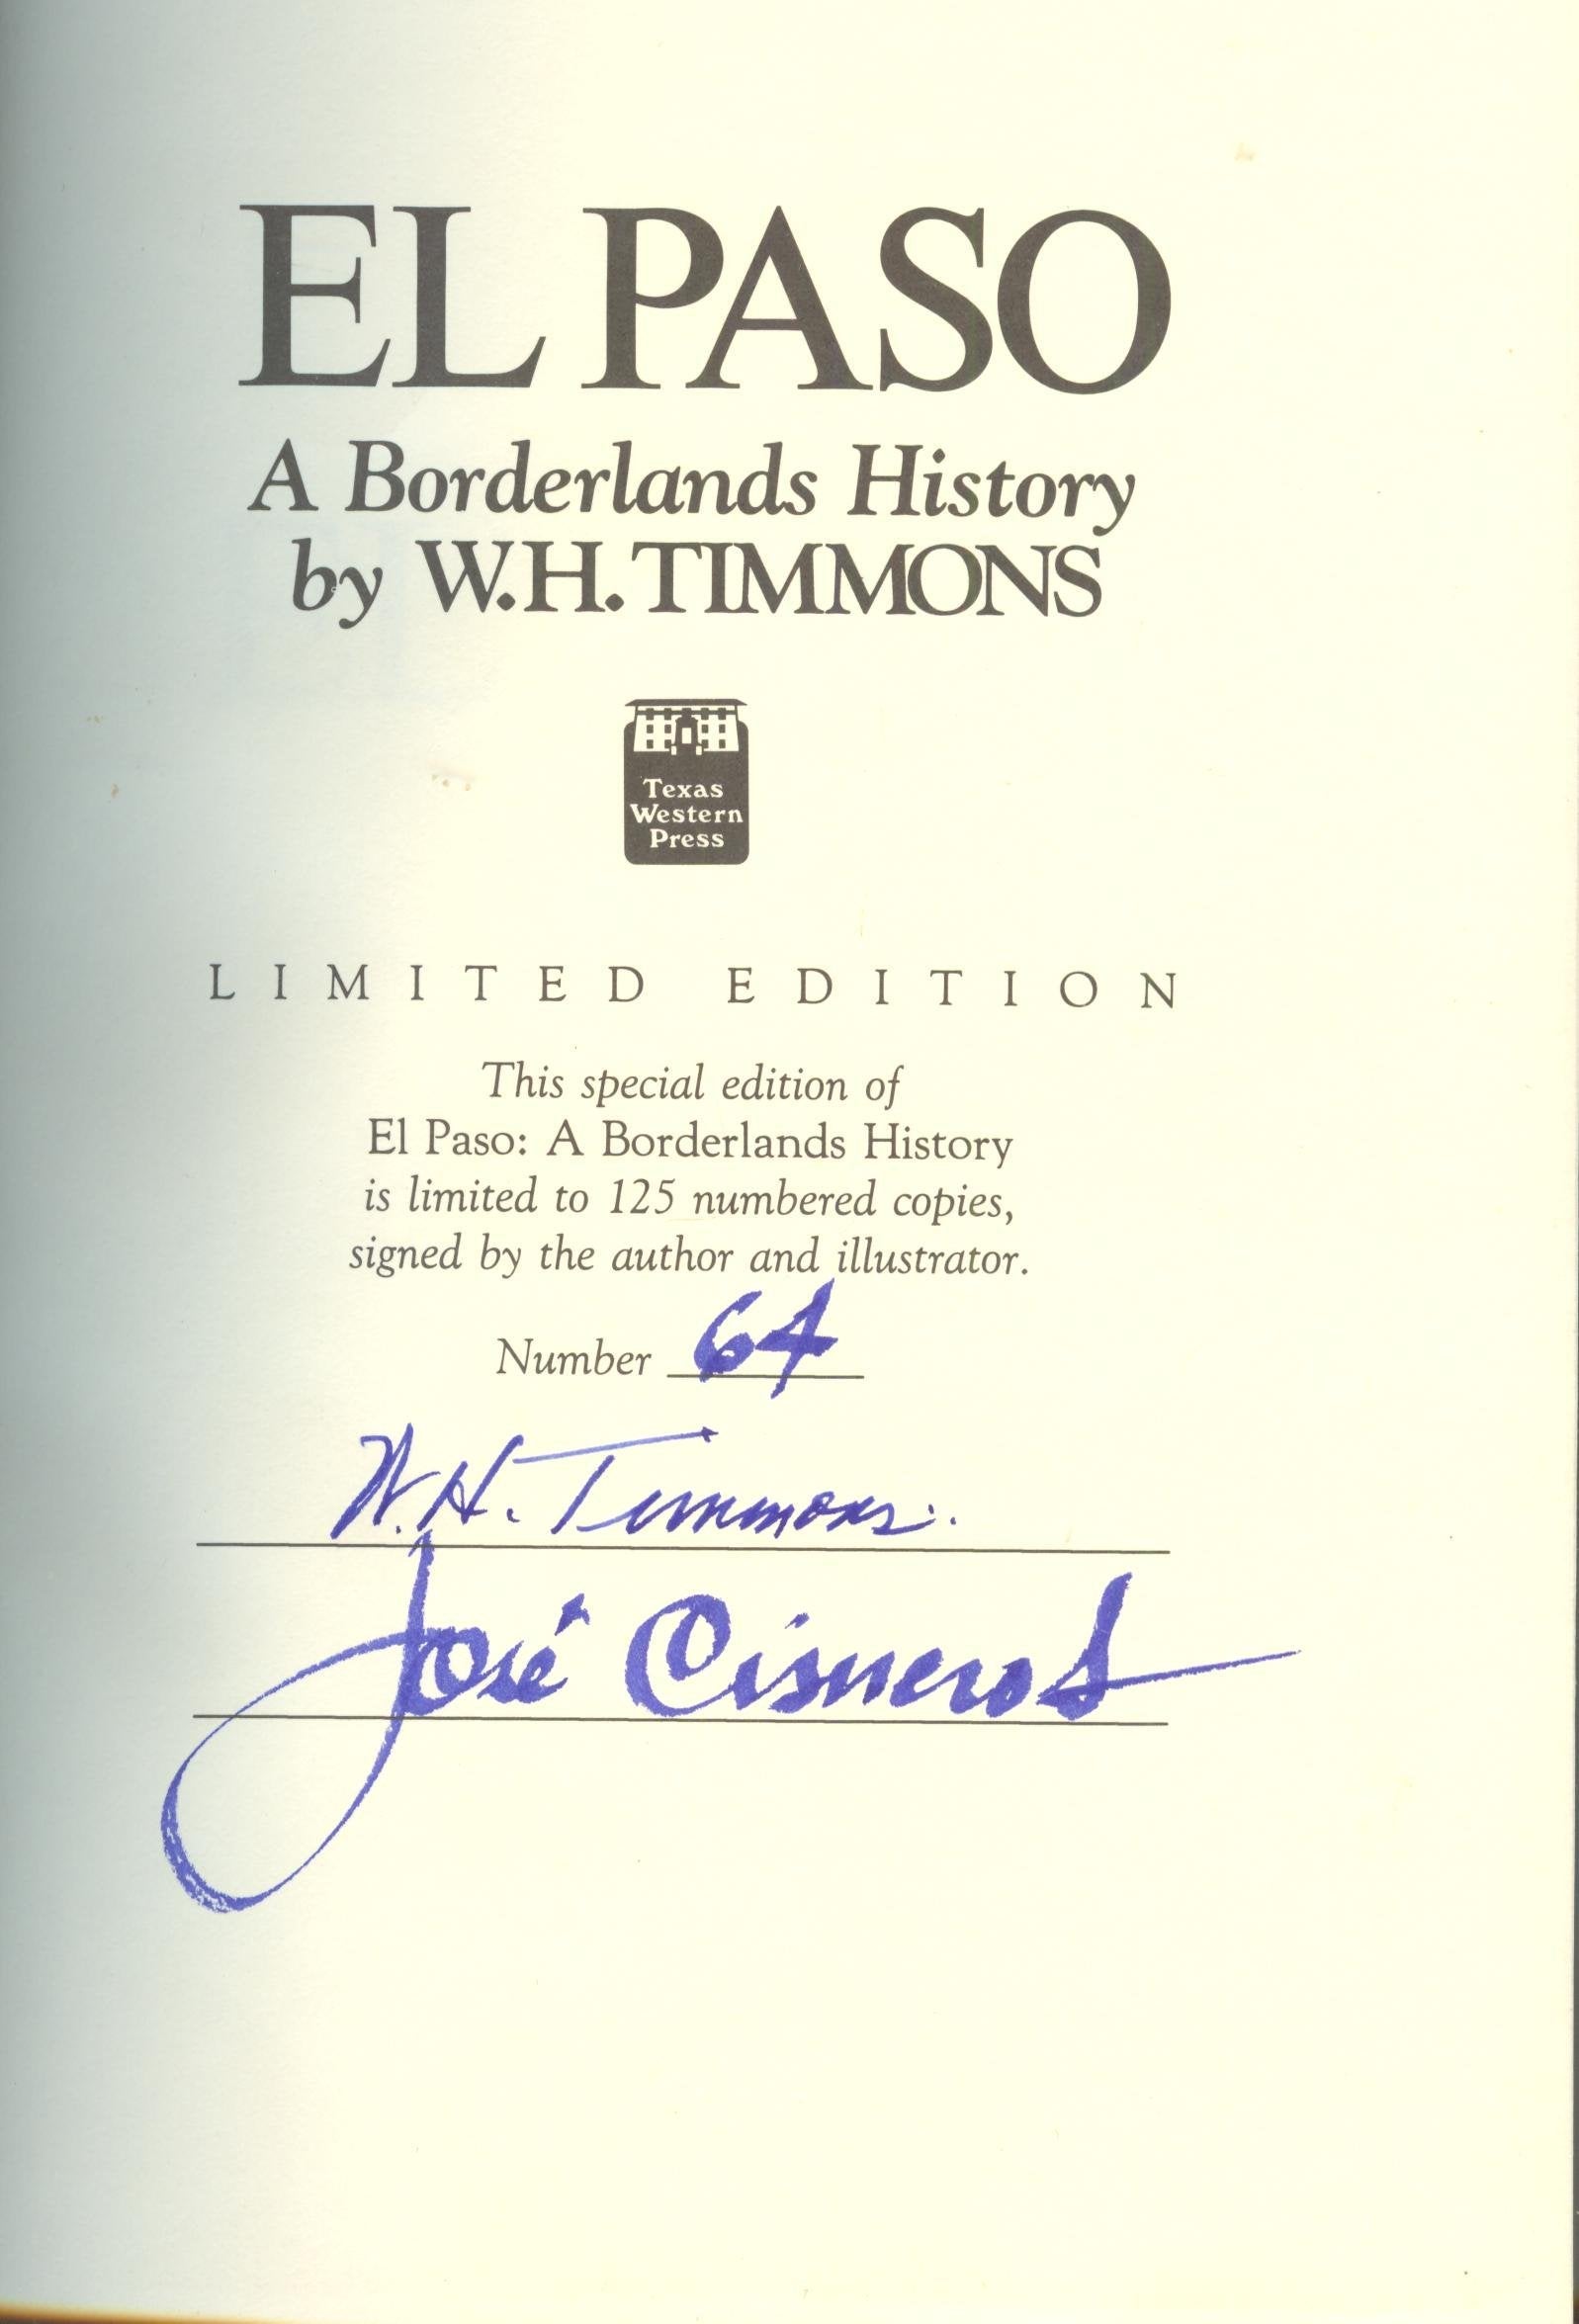 EL PASO
A Borderlands History
by W.H. TIMMONS
Texas
Western
Press
LIMITED EDITION
This special edition of
El Paso: A Borderlands History
is limited to 125 numbered copies,
signed by the author and illustrator.
Number 64
W.H. Timmons.
José Cisneros